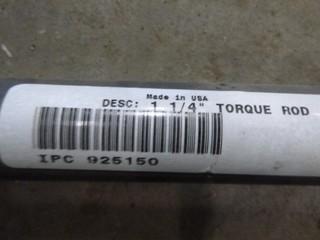 Made in USA
DESC: 1 1/4" TORQUE ROD
IPC 925150